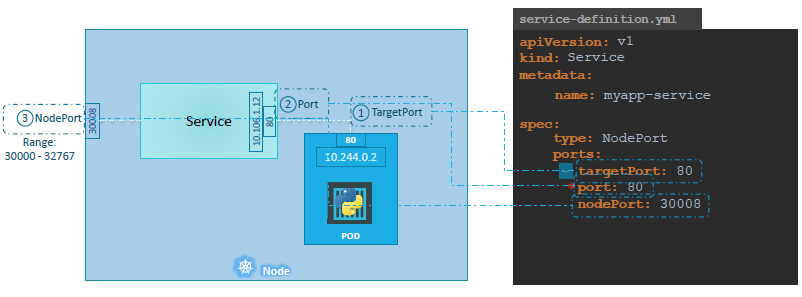 service-definition.yml
apiVersion: v1
kind: Service
metadata:
name: myapp-service
spec:
type: NodePort
ports:
targetPort: 80
port: 80
nodePort: 30008
3 NodePort
Range:
30000 - 32767
30008
Service
10.106.1.12
80
2 Port
1 TargetPort
80
10.244.0.2
POD
Node